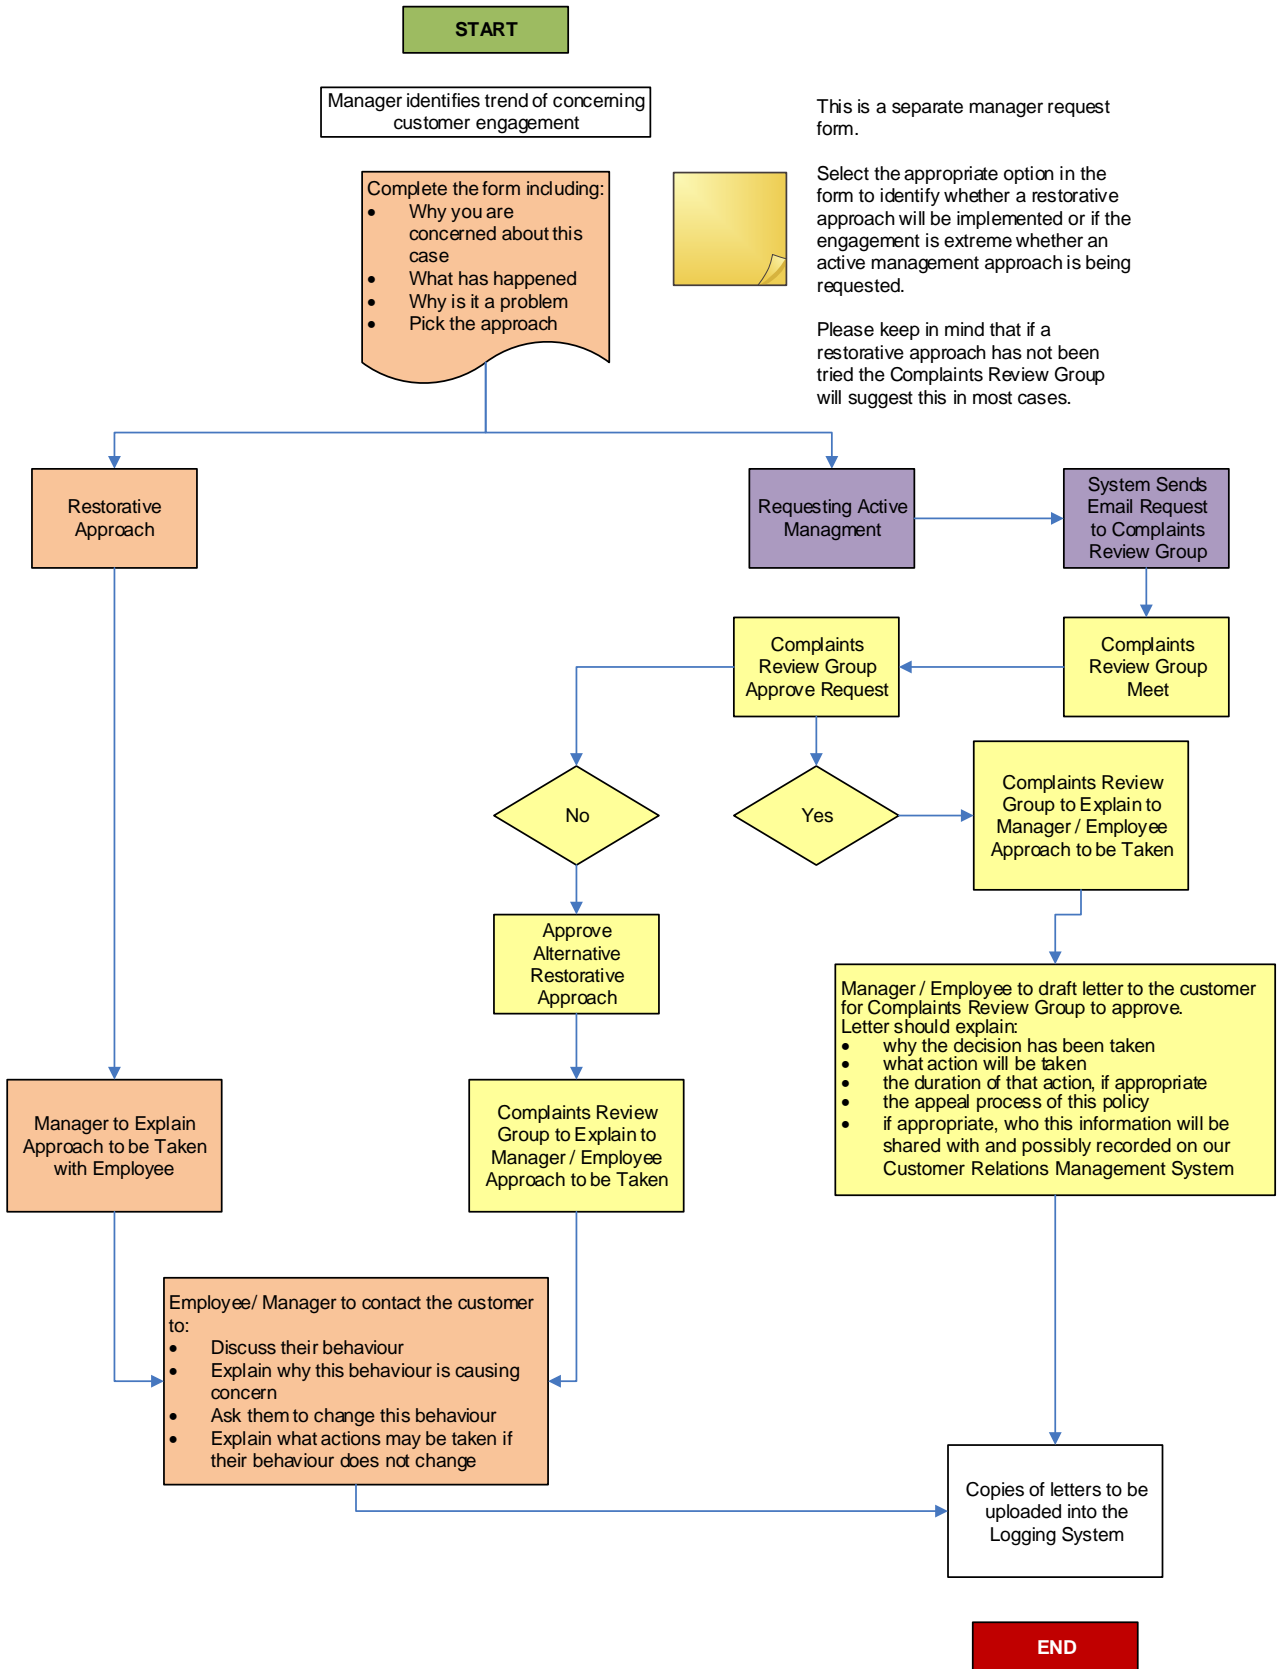 START
Manager identifies trend of concerning
customer engagement
This is a separate manager request
form.
Select the appropriate option in the
form to identify whether a restorative
approach will be implemented or if the
engagement is extreme whether an
active management approach is being
requested.
Please keep in mind that if a
restorative approach has not been
tried the Complaints Review Group
will suggest this in most cases.
Complete the form including:
• Why you are
concerned about this
case
• What has happened
• Why is it a problem
• Pick the approach
Restorative
Approach
Requesting Active
Managment
System Sends
Email Request
to Complaints
Review Group
Complaints
Review Group
Approve Request
Complaints
Review Group
Meet
No
Yes
Complaints Review
Group to Explain to
Manager / Employee
Approach to be Taken
Approve
Alternative
Restorative
Approach
Manager / Employee to draft letter to the customer
for Complaints Review Group to approve.
Letter should explain:
• why the decision has been taken
• what action will be taken
• the duration of that action, if appropriate
• the appeal process of this policy
• if appropriate, who this information will be
shared with and possibly recorded on our
Customer Relations Management System
Manager to Explain
Approach to be Taken
with Employee
Complaints Review
Group to Explain to
Manager / Employee
Approach to be Taken
Employee/ Manager to contact the customer
to:
• Discuss their behaviour
• Explain why this behaviour is causing
concern
• Ask them to change this behaviour
• Explain what actions may be taken if
their behaviour does not change
Copies of letters to be
uploaded into the
Logging System
END